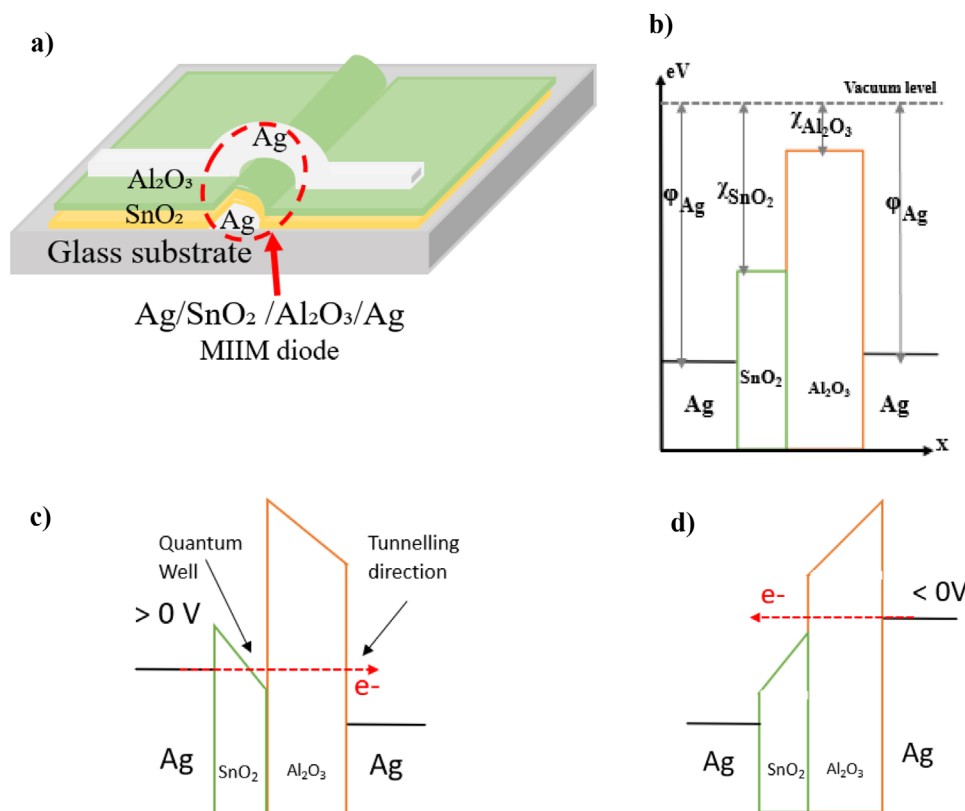 a)
Ag
Al₂O₃
SnO₂
Ag
Glass substrate
Ag/SnO₂ /Al₂O₃/Ag
MIIM diode
b)
eV
Vacuum level
χAl₂O₃
χSnO₂
φAg
φAg
SnO₂
Al₂O₃
Ag
Ag
x
c)
Quantum
Well
Tunnelling
direction
> 0 V
e-
Ag
SnO₂
Al₂O₃
Ag
d)
< 0V
e-
Ag
SnO₂
Al₂O₃
Ag